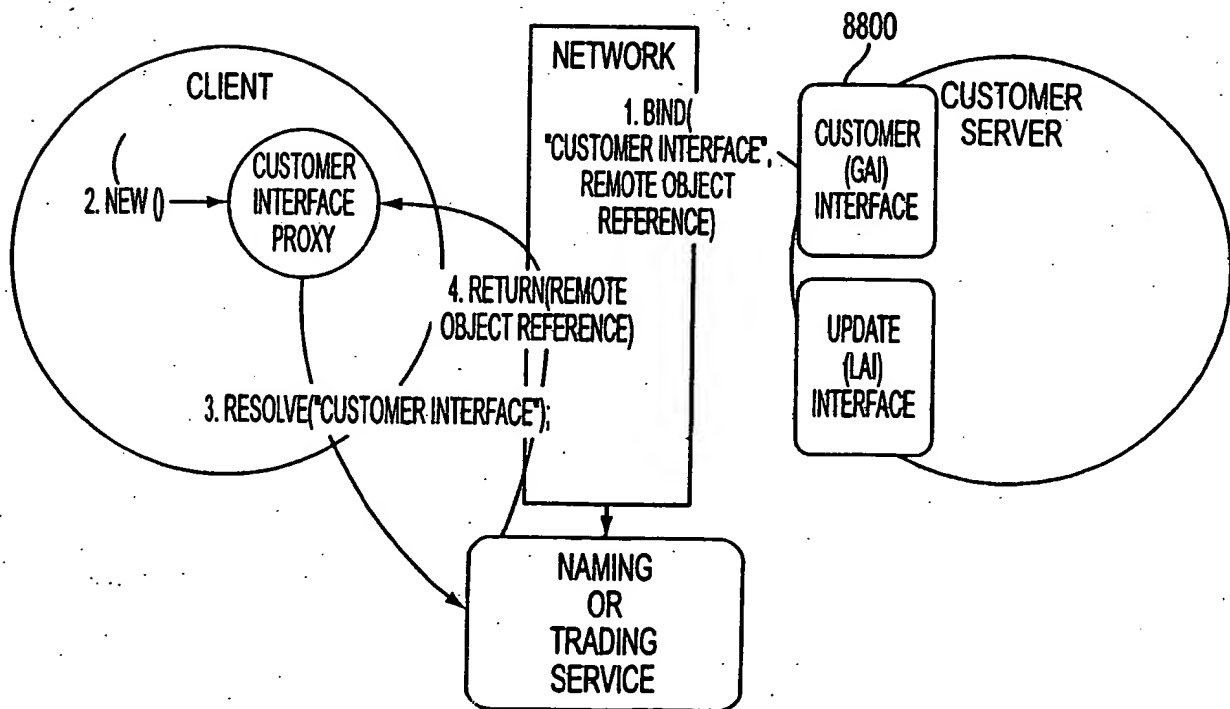 8800
CLIENT
NETWORK
CUSTOMER
SERVER
1. BIND(
"CUSTOMER INTERFACE",
REMOTE OBJECT
REFERENCE)
CUSTOMER
(GAI)
INTERFACE
2. NEW ()
CUSTOMER
INTERFACE
PROXY
4. RETURN(REMOTE
OBJECT REFERENCE)
UPDATE
(LAI)
INTERFACE
3. RESOLVE("CUSTOMER INTERFACE");
NAMING
OR
TRADING
SERVICE